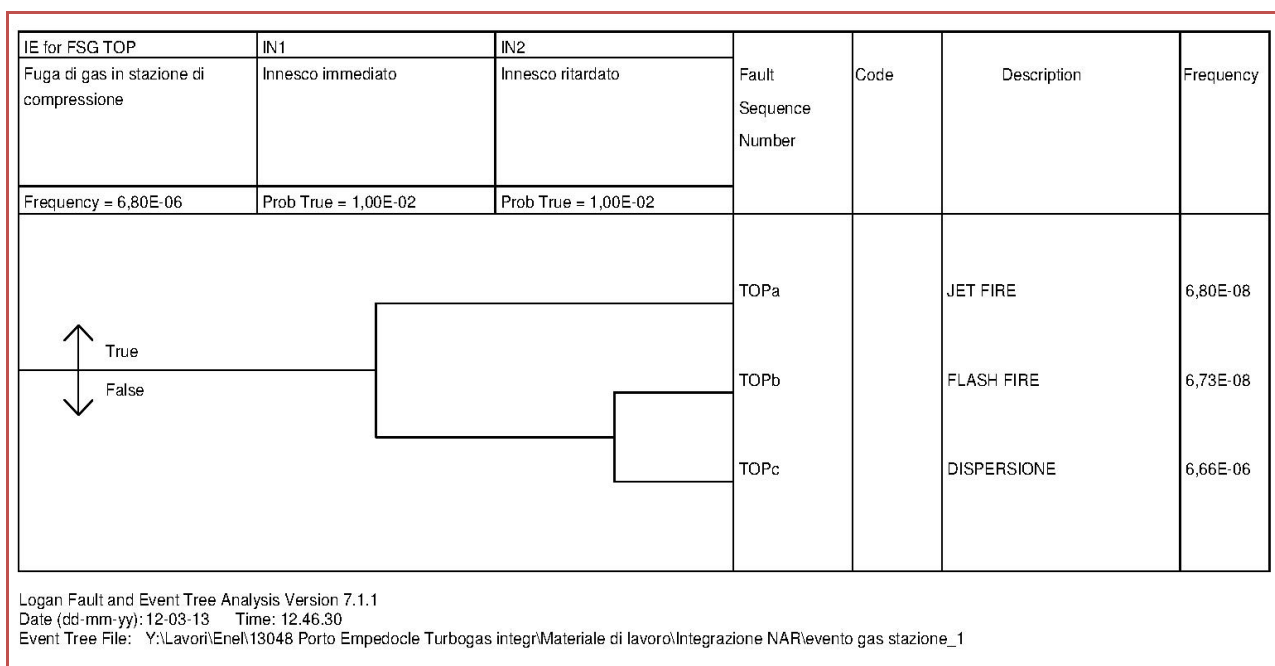 IE for FSG TOP
IN1
IN2
Fuga di gas in stazione di
compressione
Innesco immediato
Innesco ritardato
Fault
Sequence
Number
Code
Description
Frequency
Frequency = 6,80E-06
Prob True = 1,00E-02
Prob True = 1,00E-02
True
False
TOPa
JET FIRE
6,80E-08
TOPb
FLASH FIRE
6,73E-08
TOPc
DISPERSIONE
6,66E-06
Logan Fault and Event Tree Analysis Version 7.1.1
Date (dd-mm-yy): 12-03-13 Time: 12.46.30
Event Tree File: Y:\Lavori\Enel\13048 Porto Empedocle Turbogas integr\Materiale di lavoro\Integrazione NAR\evento gas stazione_1